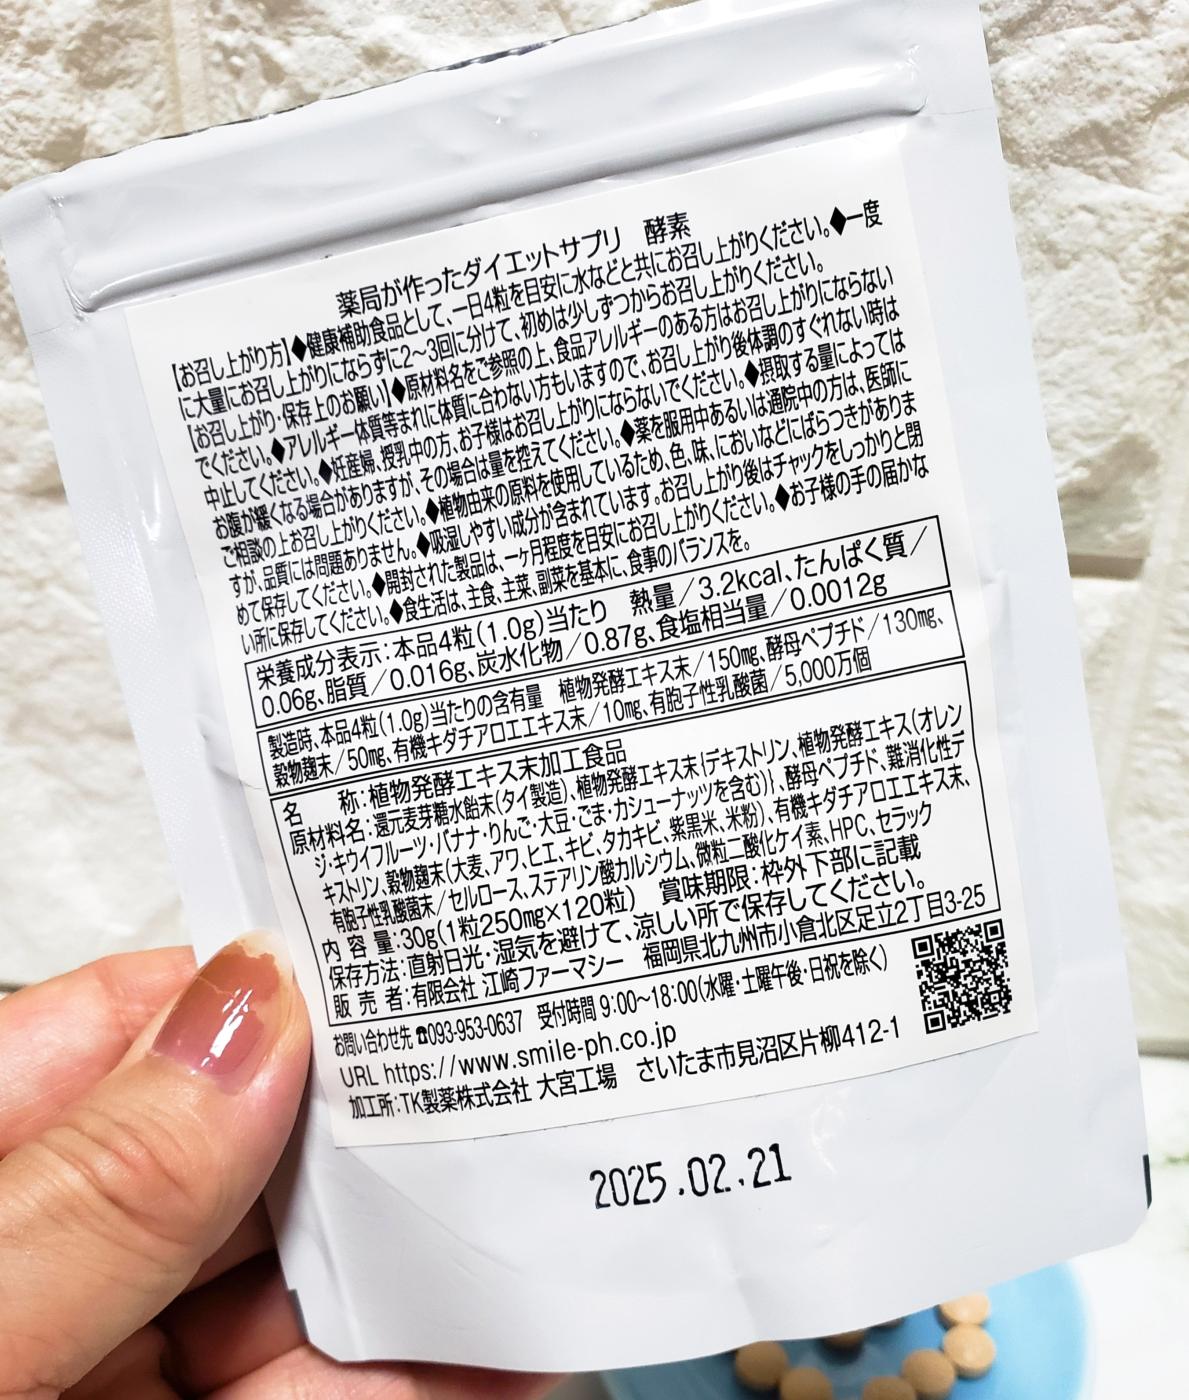 薬局が作ったダイエットサプリ 酵素
【お召し上がり方】◆健康補助食品として、一日4粒を目安に水などと共にお召し上がりください。◆一度
に大量にお召し上がりにならずに2～3回に分けて、初めは少しずつからお召し上がりください。
【お召し上がり・保存上のお願い】◆原材料名をご参照の上、食品アレルギーのある方はお召し上がりにならない
でください。◆アレルギー体質等まれに体質に合わない方もいますので、お召し上がり後体調のすぐれない時は
中止してください。◆妊産婦、授乳中の方、お子様はお召し上がりにならないでください。◆摂取する量によっては
お腹が緩くなる場合がありますが、その場合は量を控えてください。◆薬を服用中あるいは通院中の方は、医師に
ご相談の上お召し上がりください。◆植物由来の原料を使用しているため、色、味、においなどにばらつきがありま
すが、品質には問題ありません。◆吸湿しやすい成分が含まれています。お召し上がり後はチャックをしっかりと閉
めて保存してください。◆開封された製品は、一ヶ月程度を目安にお召し上がりください。◆お子様の手の届かな
い所に保存してください。◆食生活は、主食、主菜、副菜を基本に、食事のバランスを。
栄養成分表示：本品4粒（1.0g）当たり 熱量／3.2kcal、たんぱく質／
0.06g、脂質／0.016g、炭水化物／0.87g、食塩相当量／0.0012g
製造時、本品4粒（1.0g）当たりの含有量 植物発酵エキス末／150㎎、酵母ペプチド／130㎎、
穀物麹末／50㎎、有機キダチアロエエキス末／10㎎、有胞子性乳酸菌／5,000万個
名 称：植物発酵エキス末加工食品
原材料名：還元麦芽糖水飴末（タイ製造）、植物発酵エキス末{デキストリン、植物発酵エキス（オレン
ジ・キウイフルーツ・バナナ・りんご・大豆・ごま・カシューナッツを含む）}、酵母ペプチド、難消化性デ
キストリン、穀物麹末（大麦、アワ、ヒエ、キビ、タカキビ、紫黒米、米粉）、有機キダチアロエエキス末、
有胞子性乳酸菌末／セルロース、ステアリン酸カルシウム、微粒二酸化ケイ素、HPC、セラック
内 容 量：30g（1粒250㎎×120粒） 賞味期限：枠外下部に記載
保存方法：直射日光・湿気を避けて、涼しい所で保存してください。
販 売 者：有限会社 江崎ファーマシー 福岡県北九州市小倉北区足立2丁目3-25
お問い合わせ先 ☎093-953-0637 受付時間 9:00～18:00（水曜・土曜午後・日祝を除く）
URL https://www.smile-ph.co.jp
加工所：TK製薬株式会社 大宮工場 さいたま市見沼区片柳412-1
2025.02.21